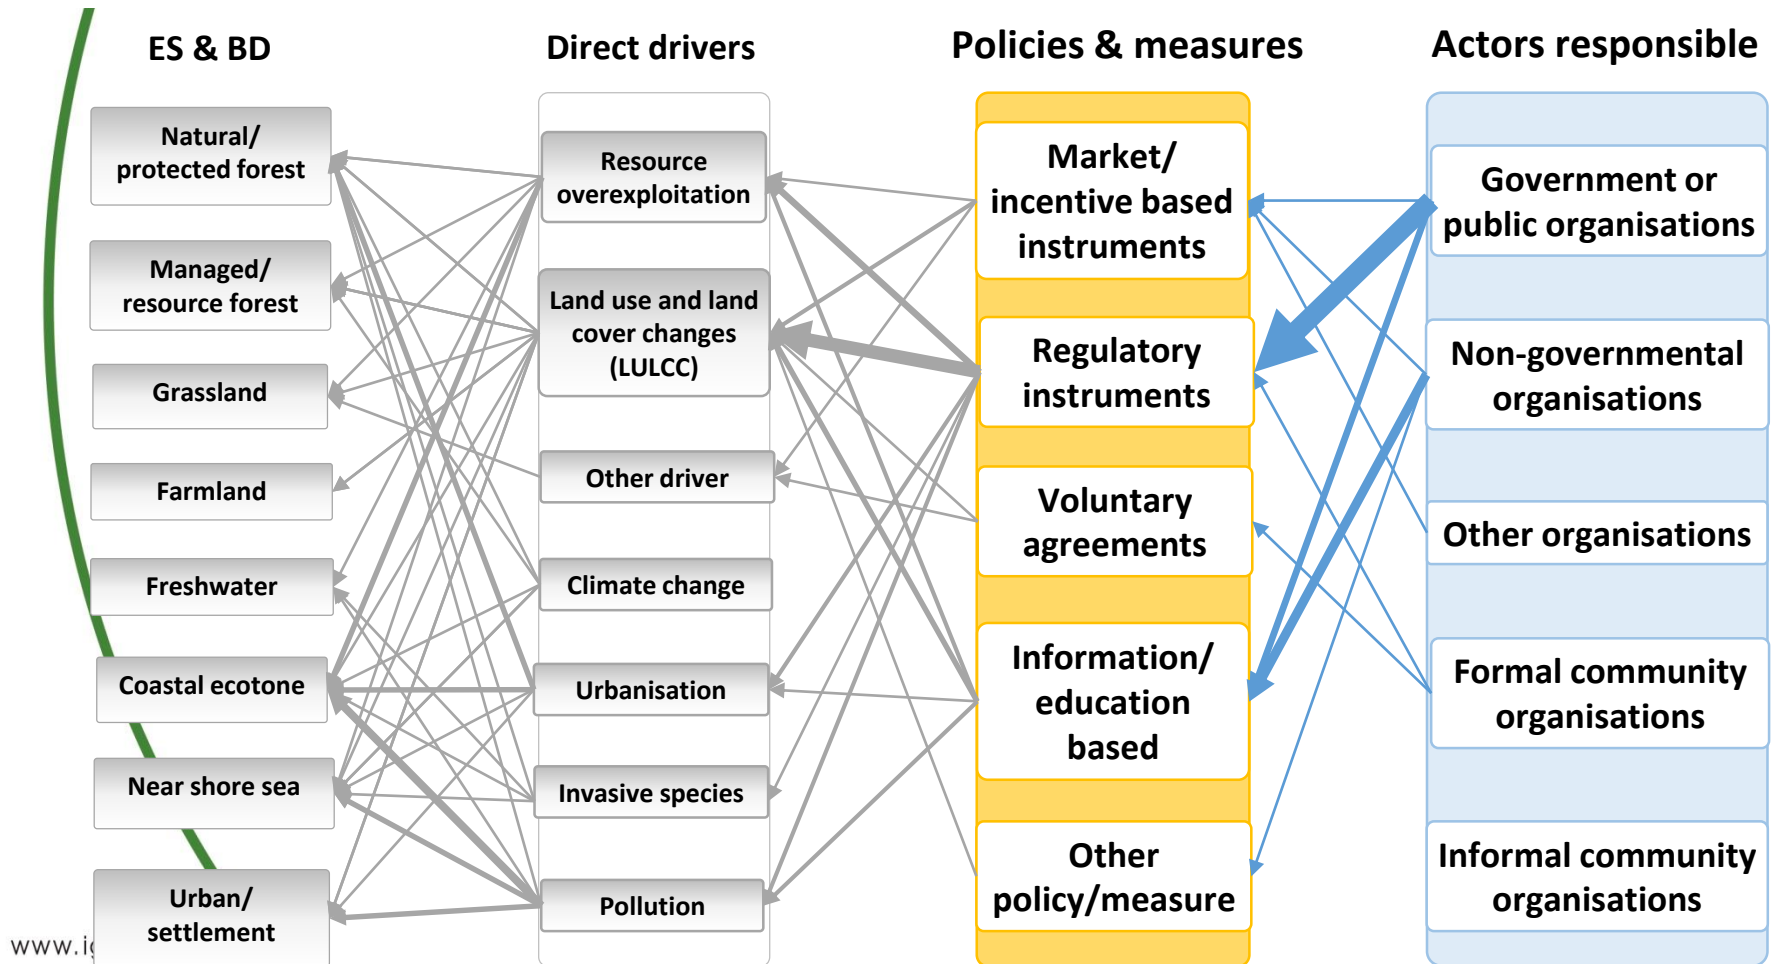 ES & BD
Direct drivers
Policies & measures
Actors responsible
Natural/
protected forest
Managed/
resource forest
Grassland
Farmland
Freshwater
Coastal ecotone
Near shore sea
Urban/
settlement
Resource
overexploitation
Land use and land
cover changes
(LULCC)
Other driver
Climate change
Urbanisation
Invasive species
Pollution
Market/
incentive based
instruments
Regulatory
instruments
Voluntary
agreements
Information/
education
based
Other
policy/measure
Government or
public organisations
Non-governmental
organisations
Other organisations
Formal community
organisations
Informal community
organisations